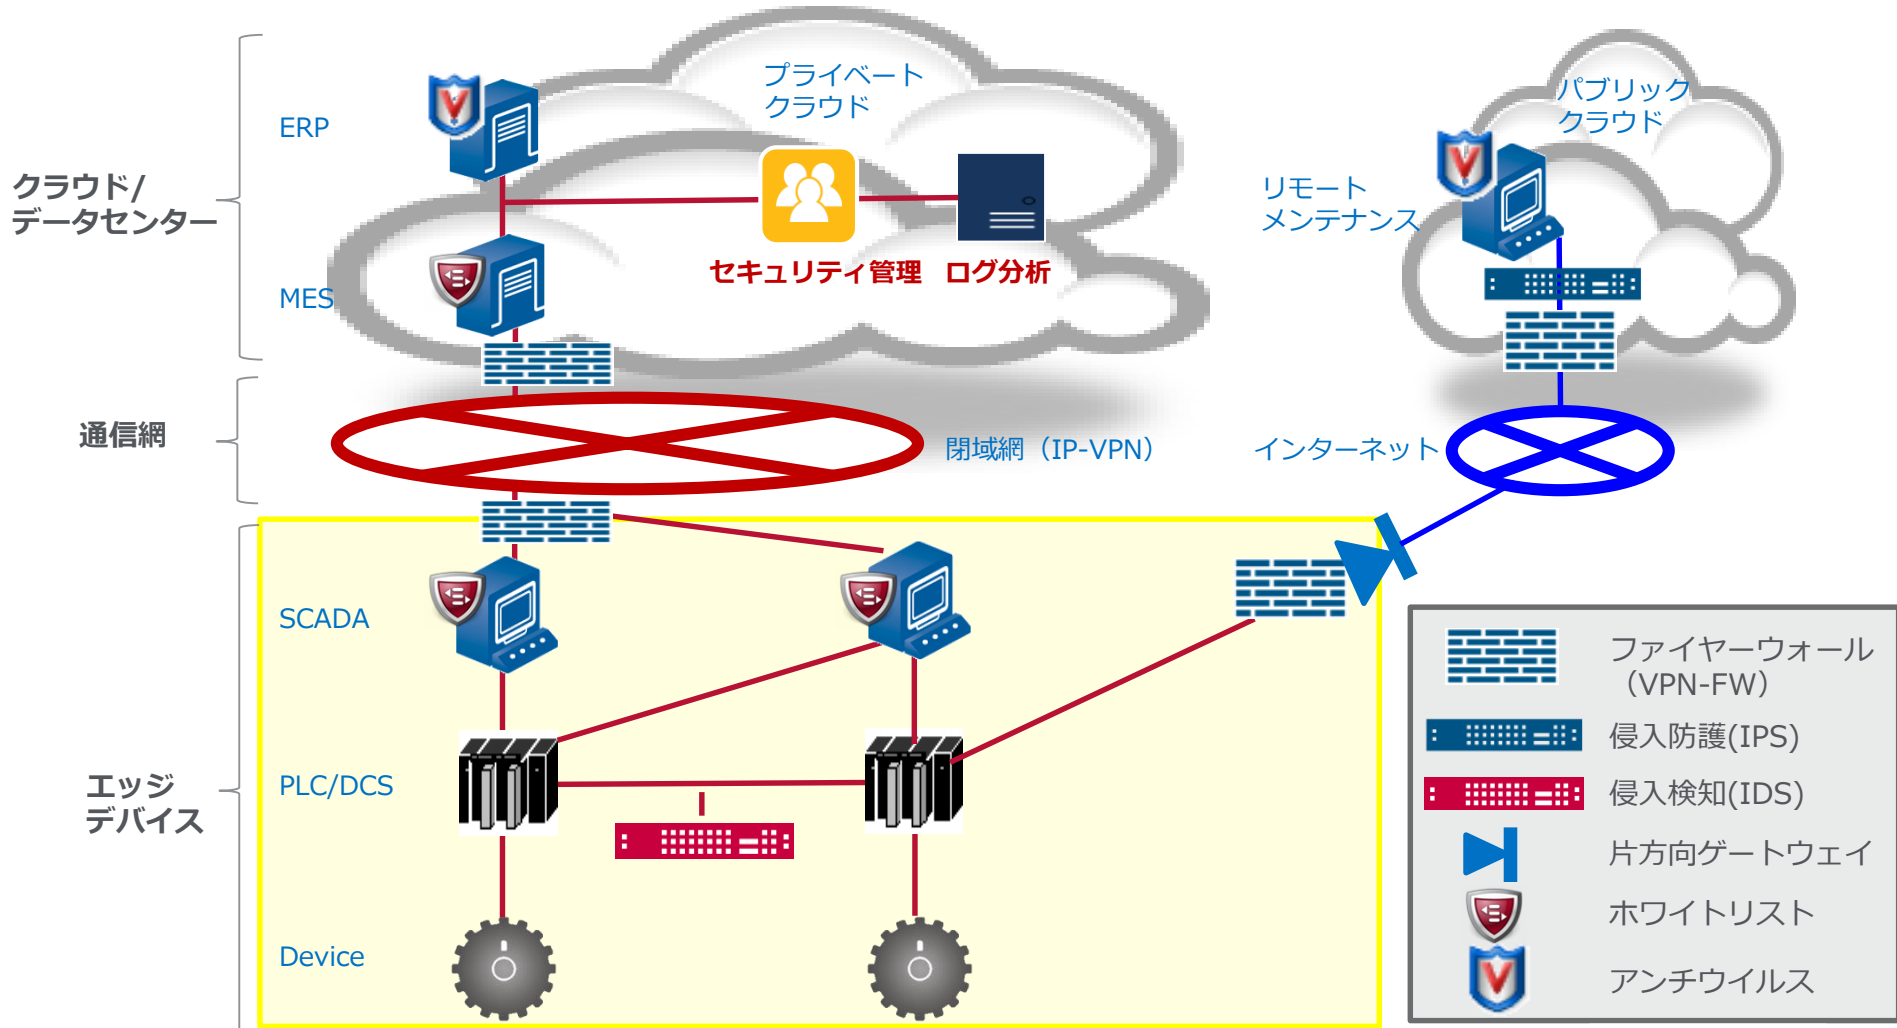 クラウド/
データセンター
ERP
MES
プライベート
クラウド
セキュリティ管理
ログ分析
パブリック
クラウド
リモート
メンテナンス
通信網
閉域網（IP-VPN）
インターネット
エッジ
デバイス
SCADA
PLC/DCS
Device
ファイヤーウォール
（VPN-FW）
侵入防護(IPS)
侵入検知(IDS)
片方向ゲートウェイ
ホワイトリスト
アンチウイルス